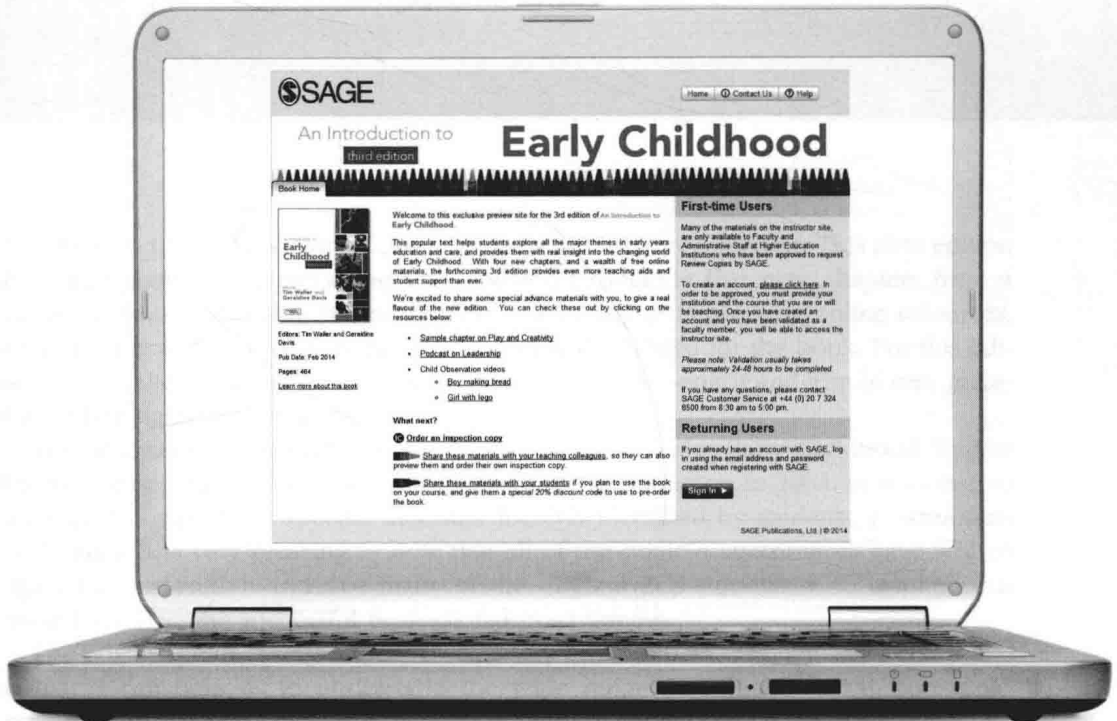 SAGE
Home
Contact Us
Help
An Introduction to
third edition
Early Childhood
Book Home
Early
Childhood
Tim Waller and
Geraldine Davis
Editors: Tim Waller and Geraldine
Davis
Pub Date: Feb 2014
Pages: 464
Learn more about this book
Welcome to this exclusive preview site for the 3rd edition of An Introduction to
Early Childhood.
This popular text helps students explore all the major themes in early years
education and care, and provides them with real insight into the changing world
of Early Childhood. With four new chapters, and a wealth of free online
materials, the forthcoming 3rd edition provides even more teaching aids and
student support than ever.
We're excited to share some special advance materials with you, to give a real
flavour of the new edition. You can check these out by clicking on the
resources below:
• Sample chapter on Play and Creativity
• Podcast on Leadership
• Child Observation videos
Boy making bread
Girl with lego
What next?
Order an inspection copy
Share these materials with your teaching colleagues, so they can also
preview them and order their own inspection copy.
Share these materials with your students if you plan to use the book
on your course, and give them a special 20% discount code to use to pre-order
the book.
First-time Users
Many of the materials on the instructor site,
are only available to Faculty and
Administrative Staff at Higher Education
Institutions who have been approved to request
Review Copies by SAGE.
To create an account, please click here. In
order to be approved, you must provide your
institution and the course that you are or will
be teaching. Once you have created an
account and you have been validated as a
faculty member, you will be able to access the
instructor site.
Please note: Validation usually takes
approximately 24-48 hours to be completed.
If you have any questions, please contact
SAGE Customer Service at +44 (0) 20 7 324
8500 from 8:30 am to 5:00 pm.
Returning Users
If you already have an account with SAGE, log
in using the email address and password
created when registering with SAGE.
Sign In
SAGE Publications, Ltd. | © 2014